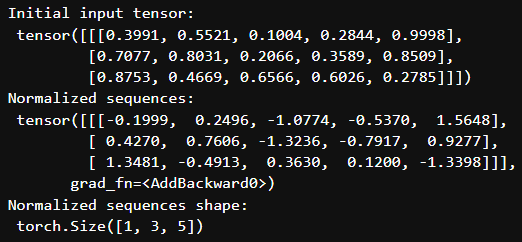 Initial input tensor:
 tensor([[[0.3991, 0.5521, 0.1004, 0.2844, 0.9998],
         [0.7077, 0.8031, 0.2066, 0.3589, 0.8509],
         [0.8753, 0.4669, 0.6566, 0.6026, 0.2785]]])
Normalized sequences:
 tensor([[[-0.1999,  0.2496, -1.0774, -0.5370,  1.5648],
         [ 0.4270,  0.7606, -1.3236, -0.7917,  0.9277],
         [ 1.3481, -0.4913,  0.3630,  0.1200, -1.3398]]],
       grad_fn=<AddBackward0>)
Normalized sequences shape:
 torch.Size([1, 3, 5])